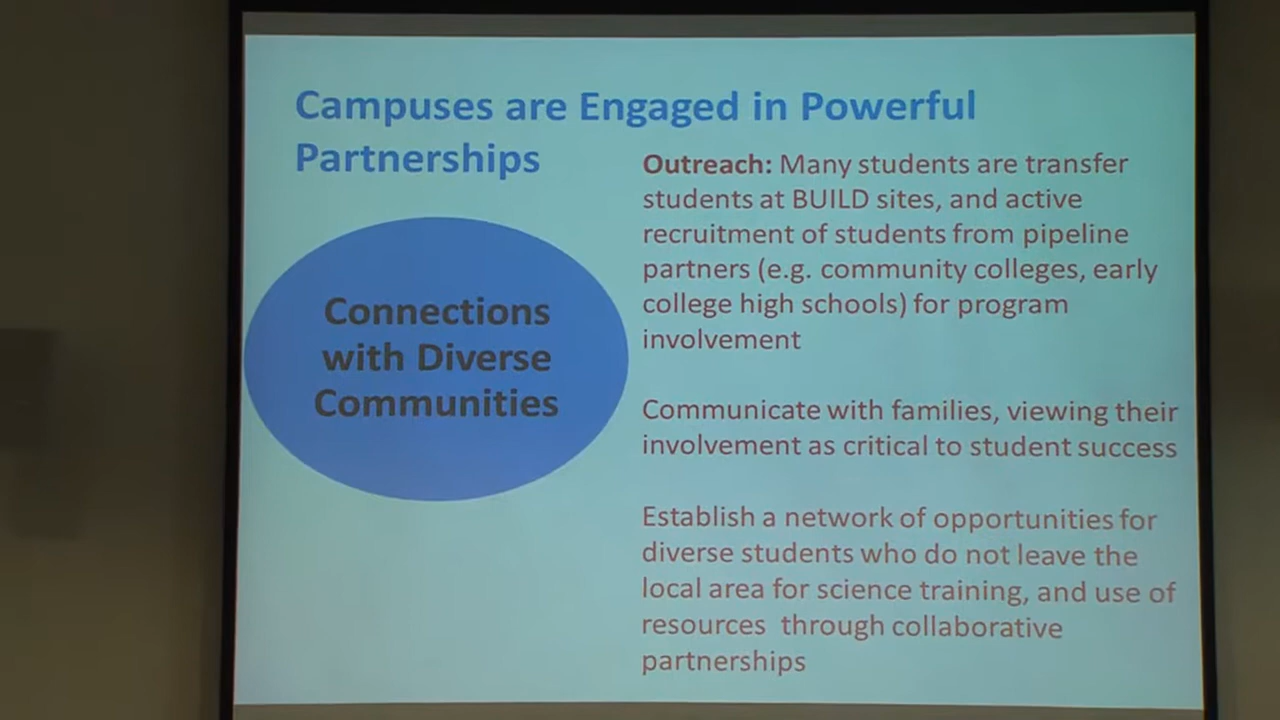 Campuses are Engaged in Powerful
Partnerships
Connections
with Diverse
Communities
Outreach: Many students are transfer
students at BUILD sites, and active
recruitment of students from pipeline
partners (e.g. community colleges, early
college high schools) for program
involvement
Communicate with families, viewing their
involvement as critical to student success
Establish a network of opportunities for
diverse students who do not leave the
local area for science training, and use of
resources  through collaborative
partnerships